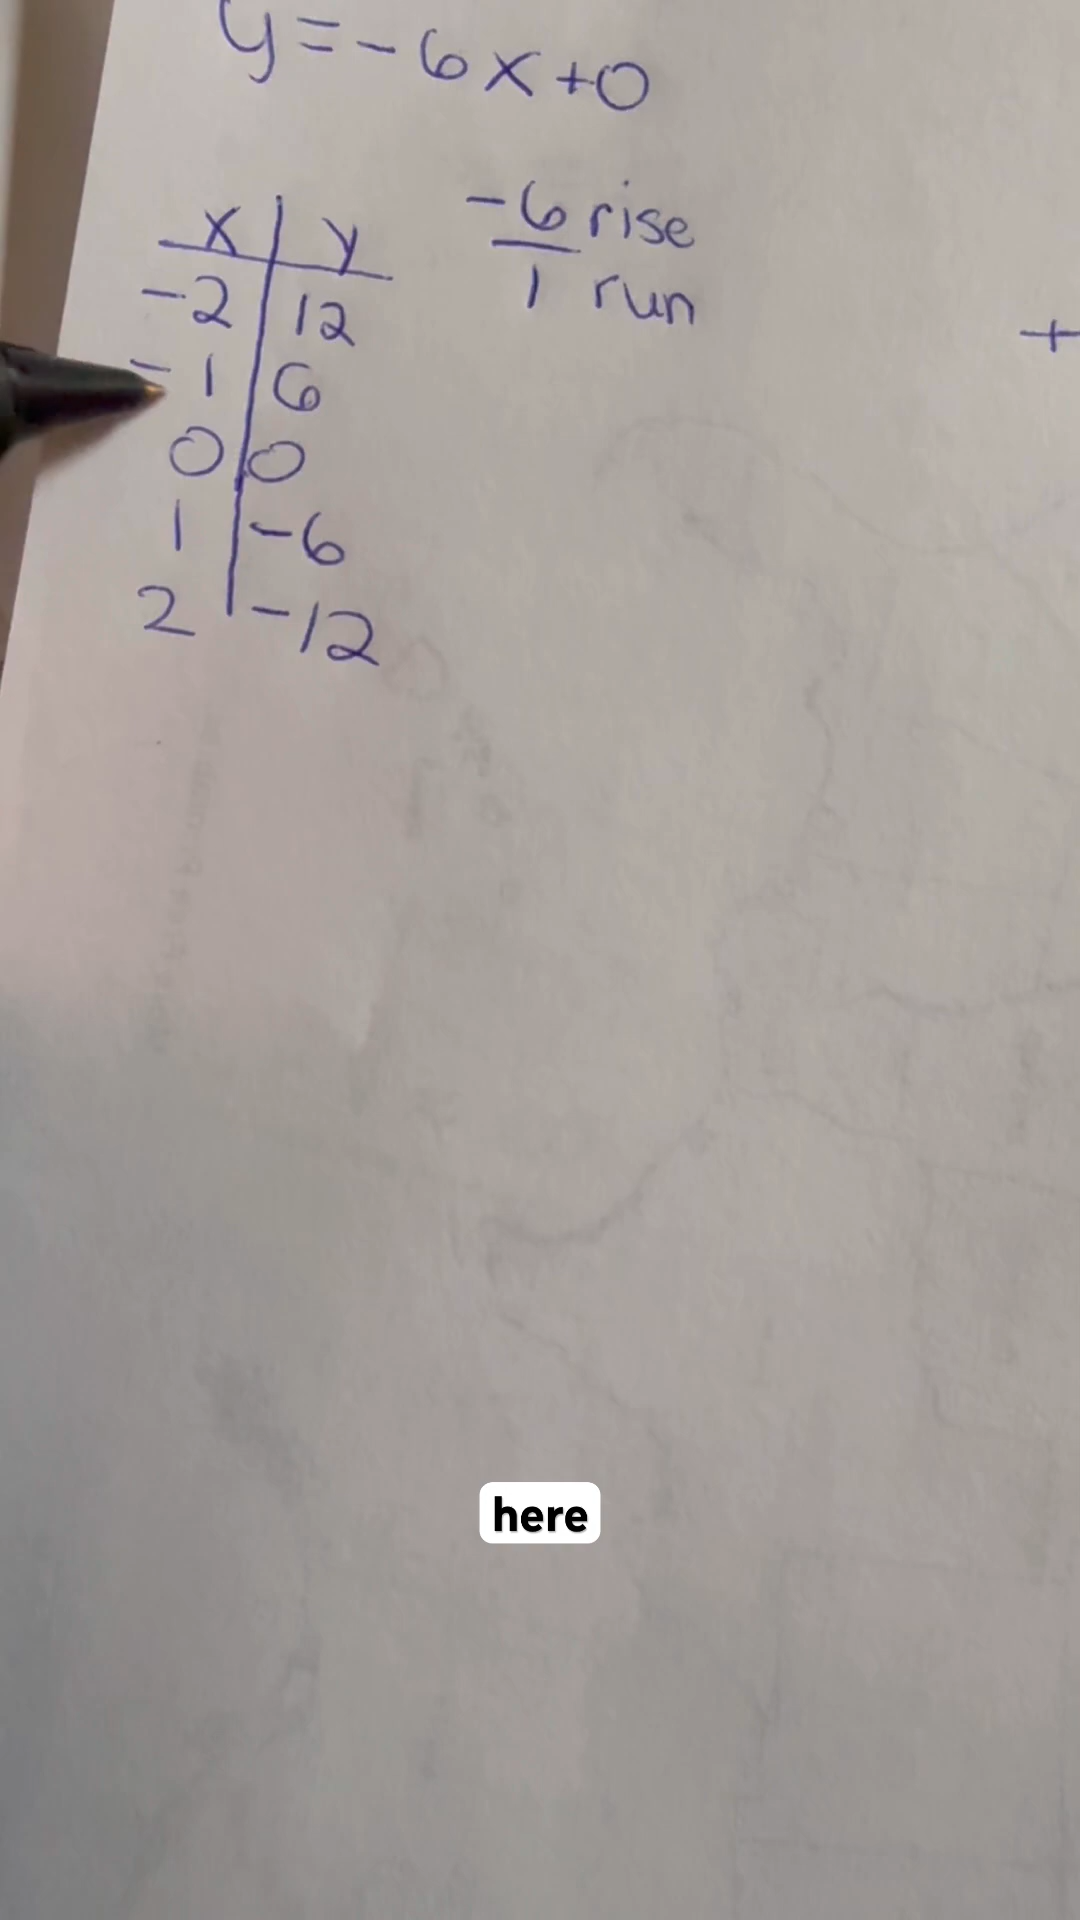 y=-6x+0
-6 rise
1 run
x y
-2 12
-1 6
0 0
1 -6
2 -12
+
here